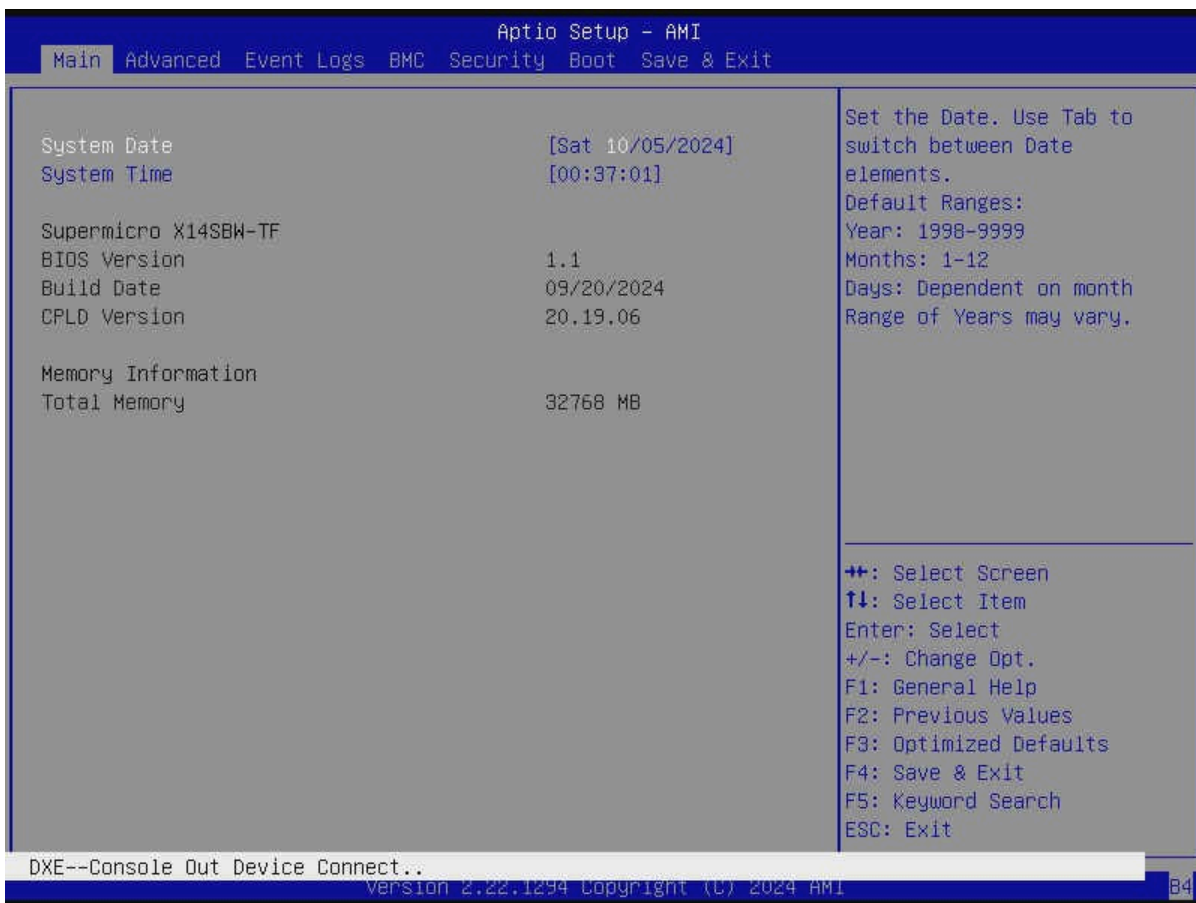 Aptio Setup – AMI
Main Advanced Event Logs BMC Security Boot Save & Exit
System Date [Sat 10/05/2024]
System Time [00:37:01]
Supermicro X14SBW-TF
BIOS Version 1.1
Build Date 09/20/2024
CPLD Version 20.19.06
Memory Information
Total Memory 32768 MB
Set the Date. Use Tab to
switch between Date
elements.
Default Ranges:
Year: 1998-9999
Months: 1-12
Days: Dependent on month
Range of Years may vary.
→←: Select Screen
↑↓: Select Item
Enter: Select
+/-: Change Opt.
F1: General Help
F2: Previous Values
F3: Optimized Defaults
F4: Save & Exit
F5: Keyword Search
ESC: Exit
DXE--Console Out Device Connect..
Version 2.22.1294 Copyright (C) 2024 AMI
B4